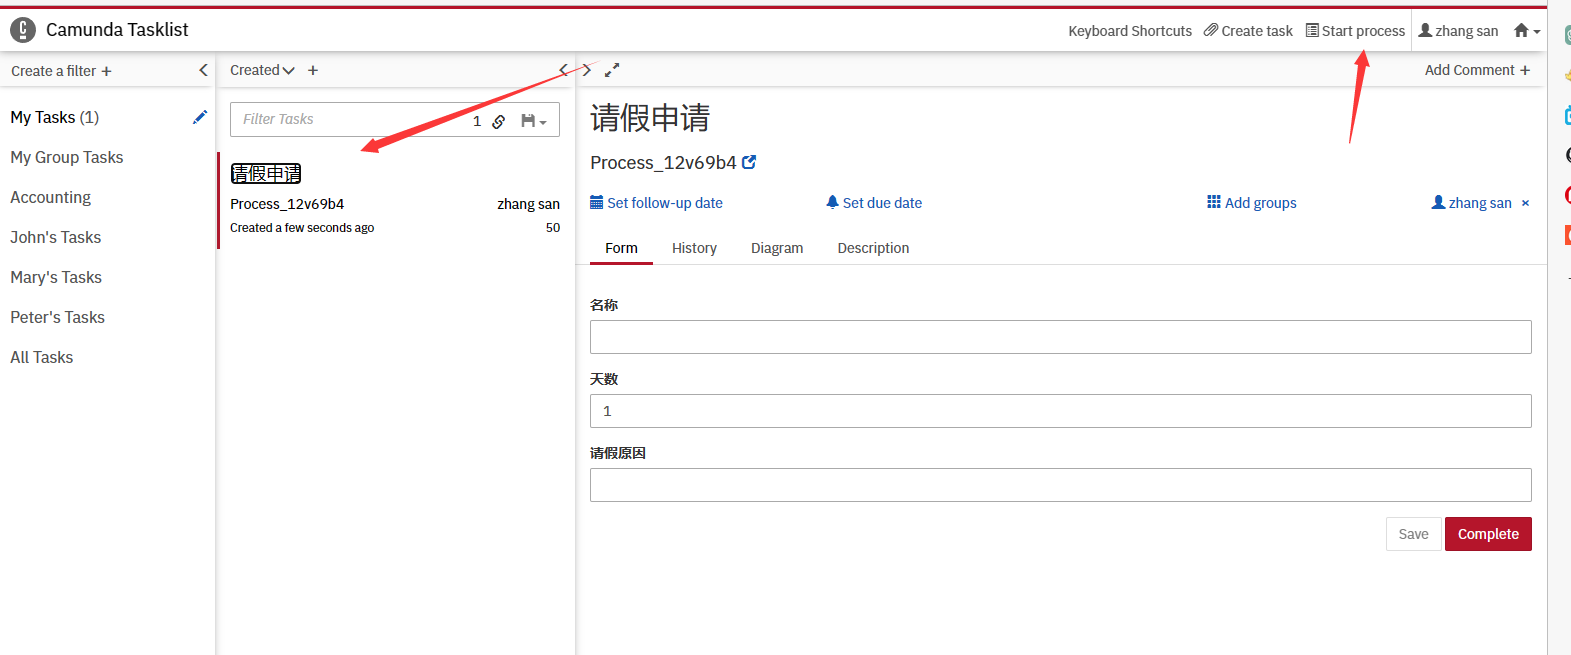 Camunda Tasklist
Keyboard Shortcuts Create task Start process zhang san
Create a filter +
Created +
Add Comment +
My Tasks (1)
My Group Tasks
Accounting
John's Tasks
Mary's Tasks
Peter's Tasks
All Tasks
Filter Tasks 1
请假申请
Process_12v69b4 zhang san
Created a few seconds ago 50
请假申请
Process_12v69b4
Set follow-up date Set due date Add groups zhang san ×
Form History Diagram Description
名称
天数
1
请假原因
Save Complete